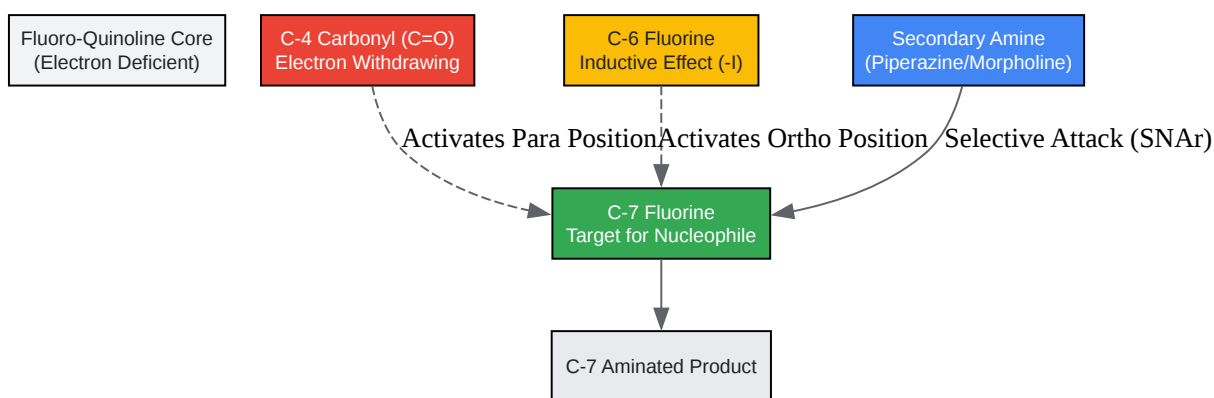 Fluoro-Quinoline Core
(Electron Deficient)
C-4 Carbonyl (C=O)
Electron Withdrawing
C-6 Fluorine
Inductive Effect (-I)
Secondary Amine
(Piperazine/Morpholine)
Activates Para Position
Activates Ortho Position
Selective Attack (SNAr)
C-7 Fluorine
Target for Nucleophile
C-7 Aminated Product